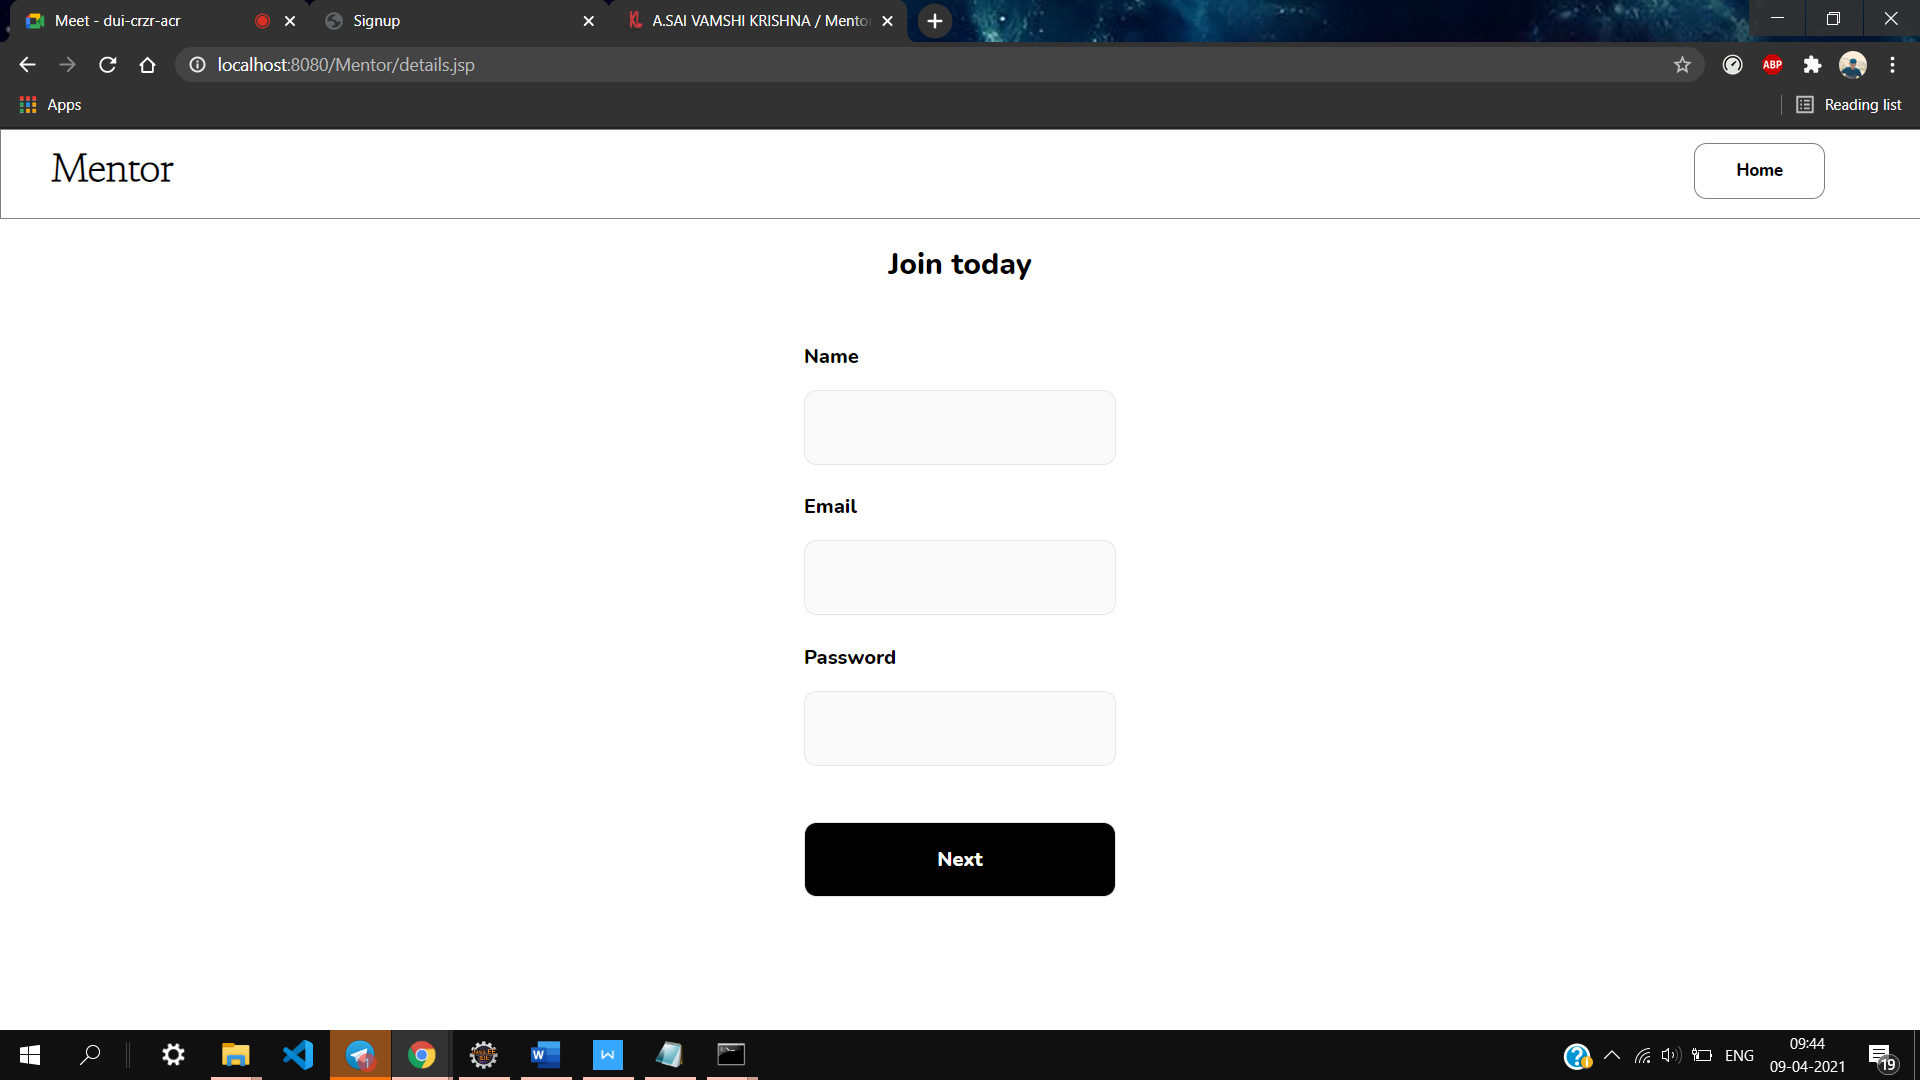 Meet - dui-crzr-acr
Signup
A.SAI VAMSHI KRISHNA / Mento
localhost:8080/Mentor/details.jsp
ABP
Apps
Reading list
Mentor
Home
Join today
Name
Email
Password
Next
ENG
09:44
09-04-2021
19